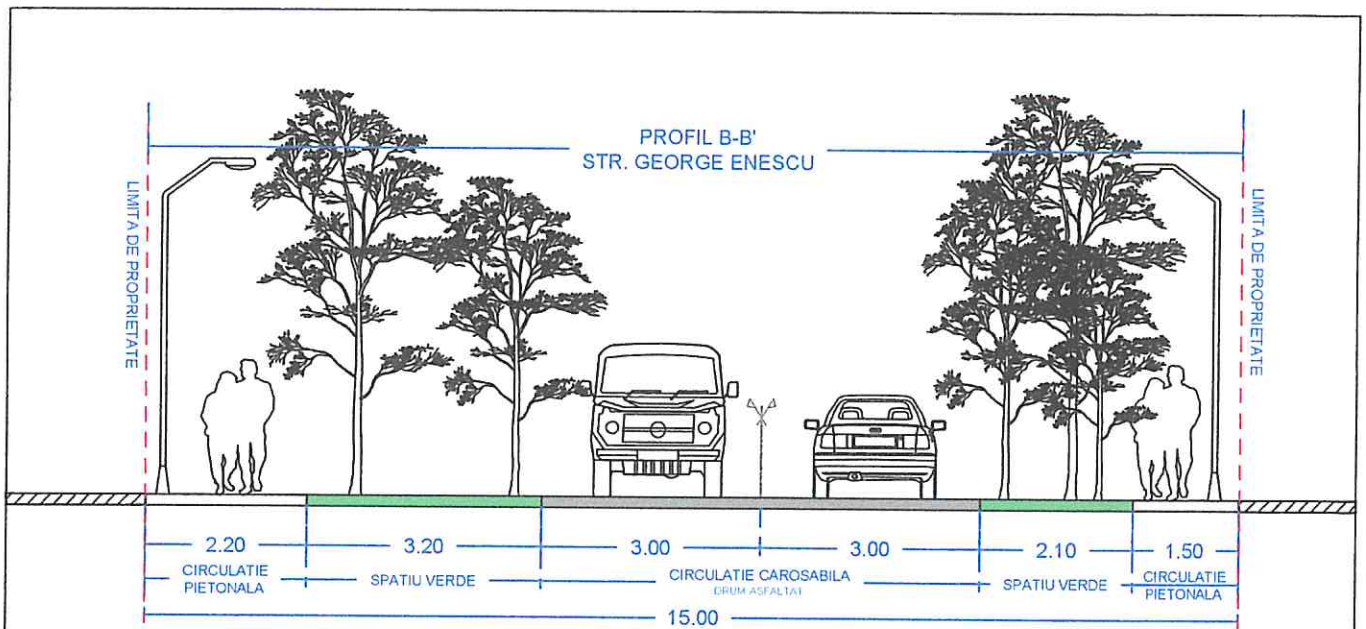 PROFIL B-B'
STR. GEORGE ENESCU
LIMITA DE PROPRIETATE
LIMITA DE PROPRIETATE
2.20
3.20
3.00
3.00
2.10
1.50
CIRCULATIE
PIETONALA
SPATIU VERDE
CIRCULATIE CAROSABILA
DRUM ASFALTAT
SPATIU VERDE
CIRCULATIE
PIETONALA
15.00